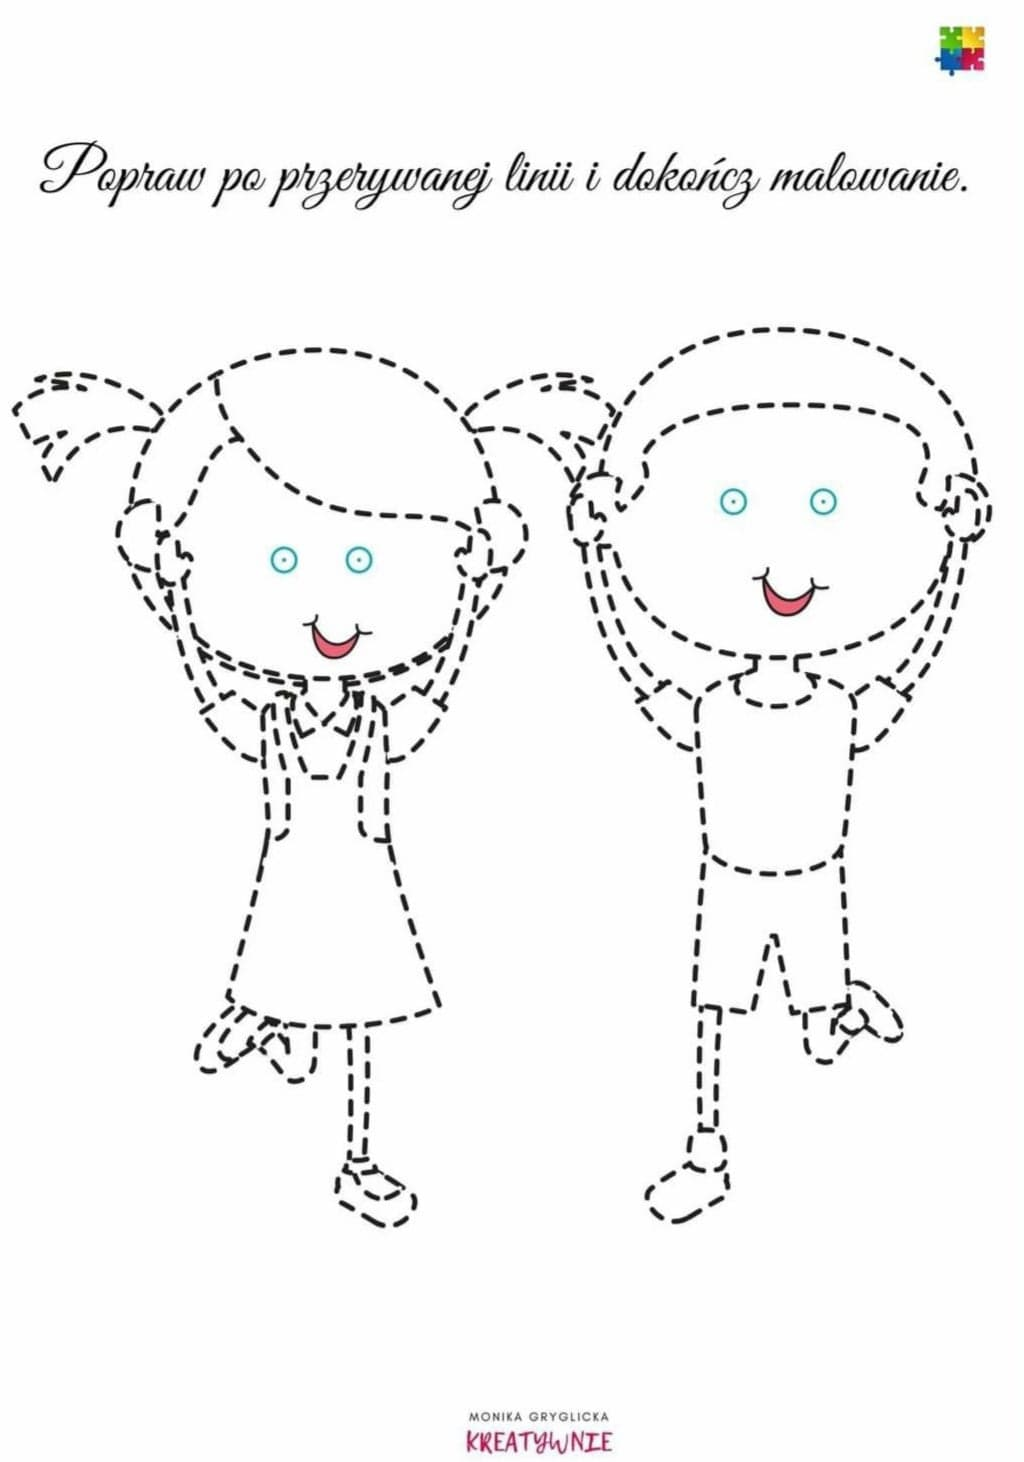 Popraw po przerywanej linii i dokończ malowanie.
MONIKA GRYGLICKA
KREATYWNIE